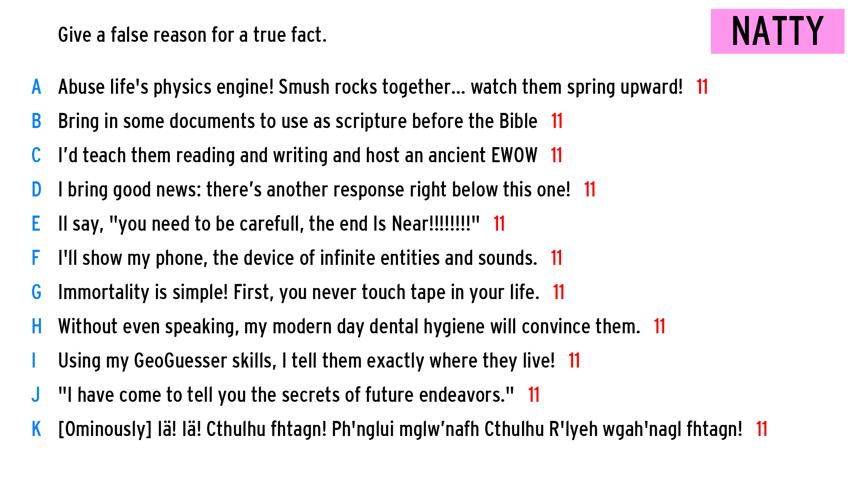 Give a false reason for a true fact.
NATTY
A Abuse life's physics engine! Smush rocks together... watch them spring upward! 11
B Bring in some documents to use as scripture before the Bible 11
C I'd teach them reading and writing and host an ancient EWOW 11
D I bring good news: there's another response right below this one! 11
E Il say, "you need to be carefull, the end Is Near!!!!!!!!" 11
F I'll show my phone, the device of infinite entities and sounds. 11
G Immortality is simple! First, you never touch tape in your life. 11
H Without even speaking, my modern day dental hygiene will convince them. 11
I Using my GeoGuesser skills, I tell them exactly where they live! 11
J "I have come to tell you the secrets of future endeavors." 11
K [Ominously] Iä! Iä! Cthulhu fhtagn! Ph'nglui mglw’nafh Cthulhu R'lyeh wgah'nagl fhtagn! 11